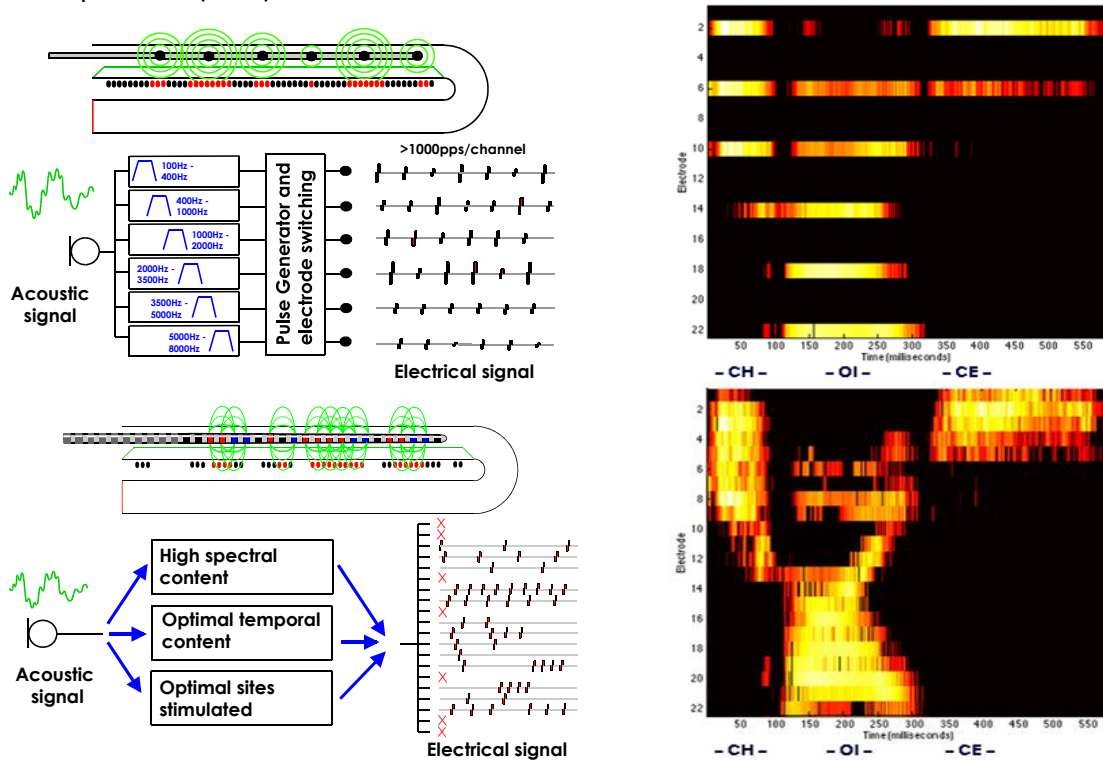 >1000pps/channel
100Hz -
400Hz
400Hz -
1000Hz
1000Hz -
2000Hz
2000Hz -
3500Hz
3500Hz -
5000Hz
5000Hz -
8000Hz
Pulse Generator and
electrode switching
Acoustic
signal
Electrical signal
2
4
6
8
10
12
14
16
18
20
22
Electrode
50
100
150
200
250
300
350
400
450
500
550
Time (milliseconds)
– CH –
– OI –
– CE –
High spectral
content
Optimal temporal
content
Optimal sites
stimulated
Acoustic
signal
Electrical signal
2
4
6
8
10
12
14
16
18
20
22
Electrode
50
100
150
200
250
300
350
400
450
500
550
Time (milliseconds)
– CH –
– OI –
– CE –